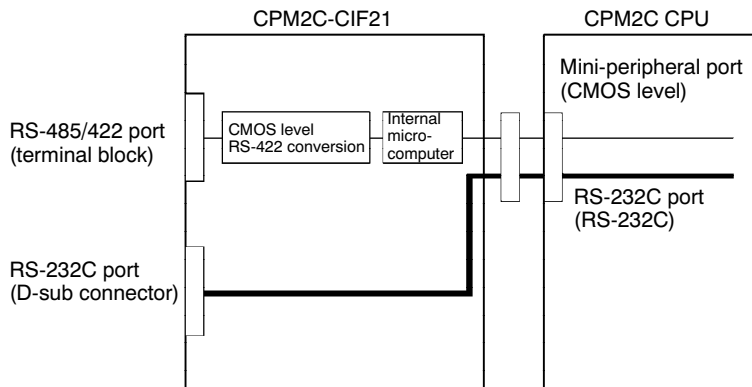 CPM2C-CIF21
CPM2C CPU
Mini-peripheral port
(CMOS level)
RS-485/422 port
(terminal block)
CMOS level
RS-422 conversion
Internal
micro-
computer
RS-232C port
(RS-232C)
RS-232C port
(D-sub connector)